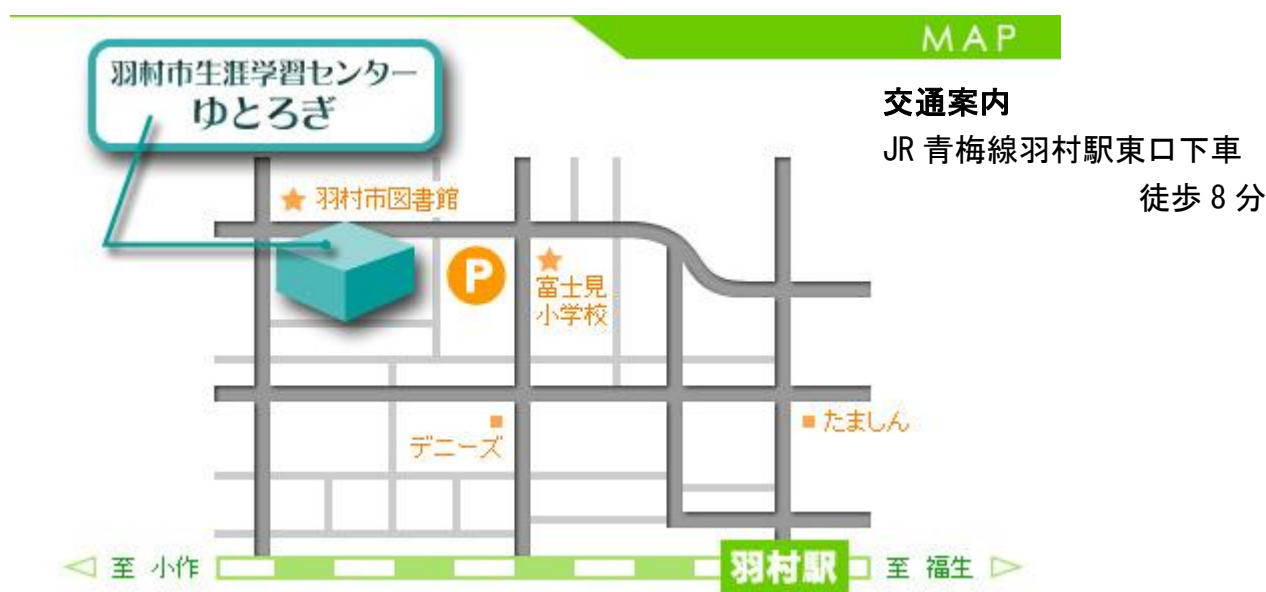 MAP
羽村市生涯学習センター
ゆとろぎ
交通案内
JR青梅線羽村駅東口下車
徒歩8分
羽村市図書館
P
富士見
小学校
デニーズ
たましん
至 小作
羽村駅
至 福生